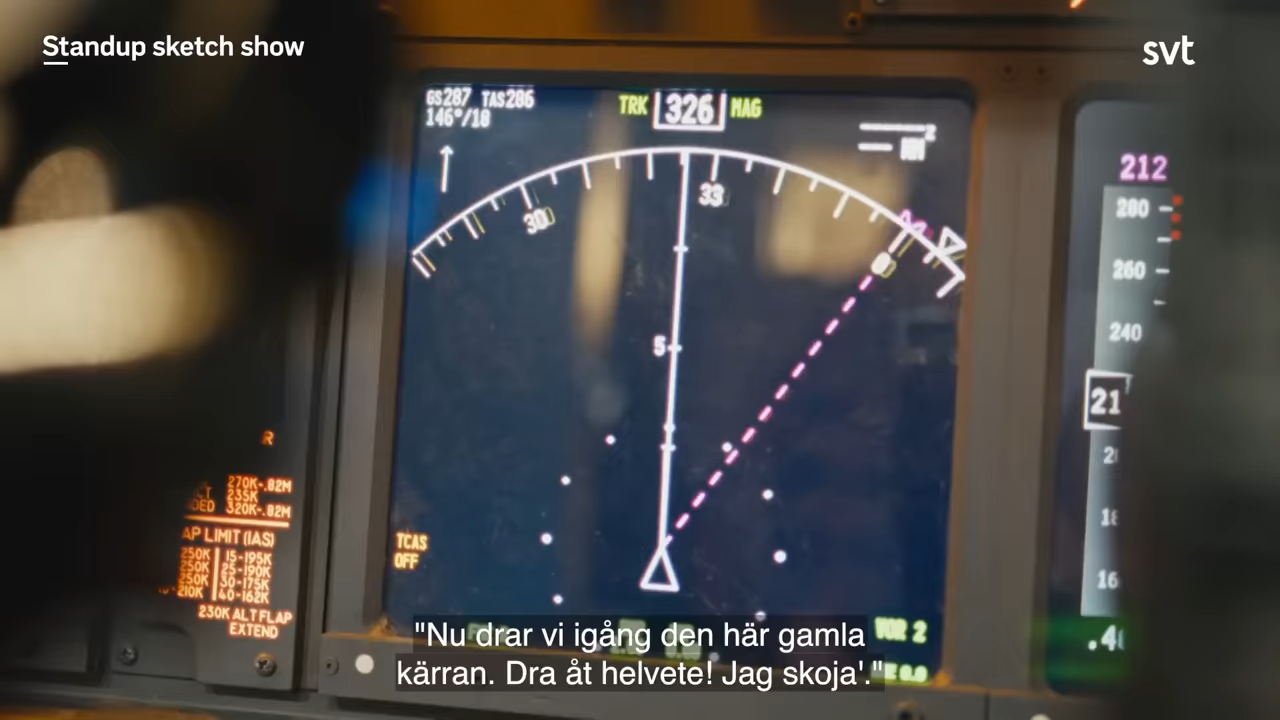 Standup sketch show
svt
GS287 TAS286
146°/18
TRK 326 MAG
NM
30
33
5
TCAS
OFF
VOR 2
212
280
260
240
21
R
270K-.82M
235K
320K-.82M
AP LIMIT (IAS)
250K 15-195K
250K 25-190K
250K 30-175K
210K 40-162K
230K ALT FLAP
EXTEND
"Nu drar vi igång den här gamla
kärran. Dra åt helvete! Jag skoja'."